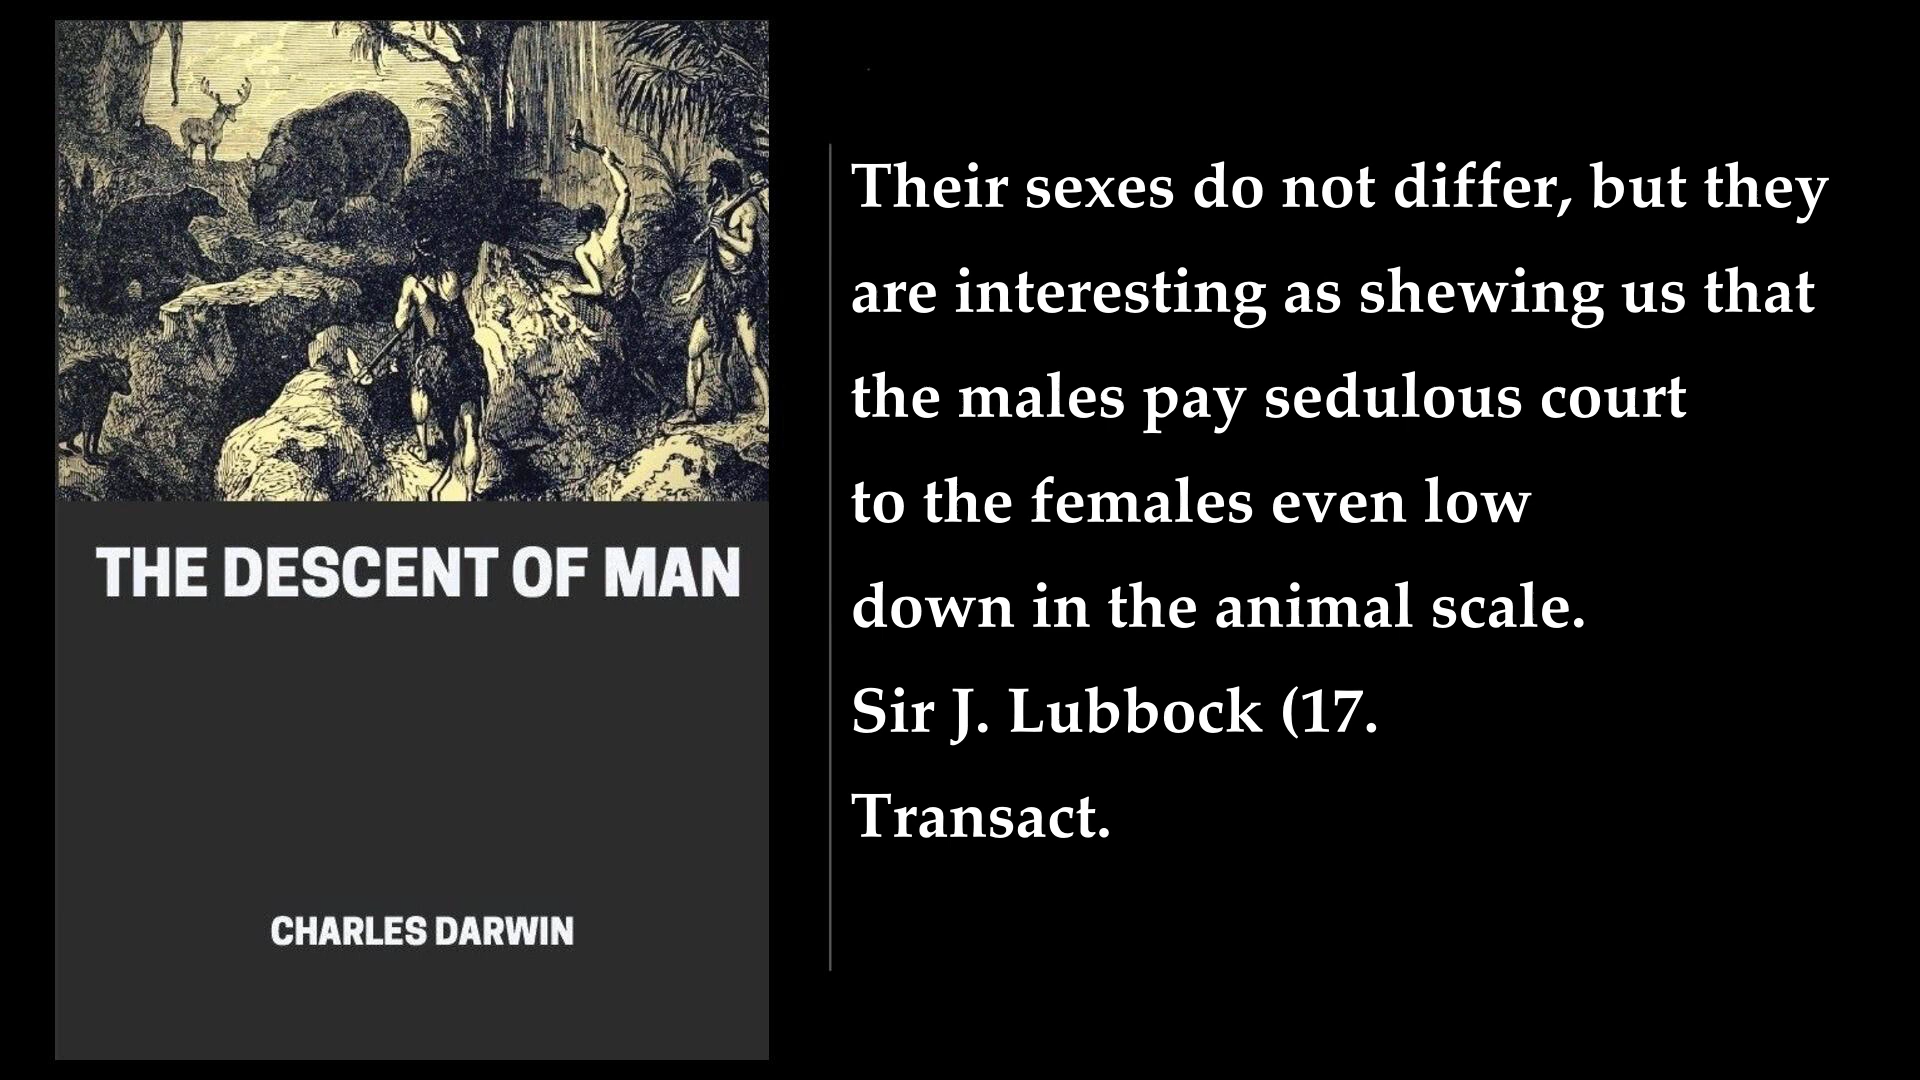 THE DESCENT OF MAN
CHARLES DARWIN
Their sexes do not differ, but they
are interesting as shewing us that
the males pay sedulous court
to the females even low
down in the animal scale.
Sir J. Lubbock (17.
Transact.